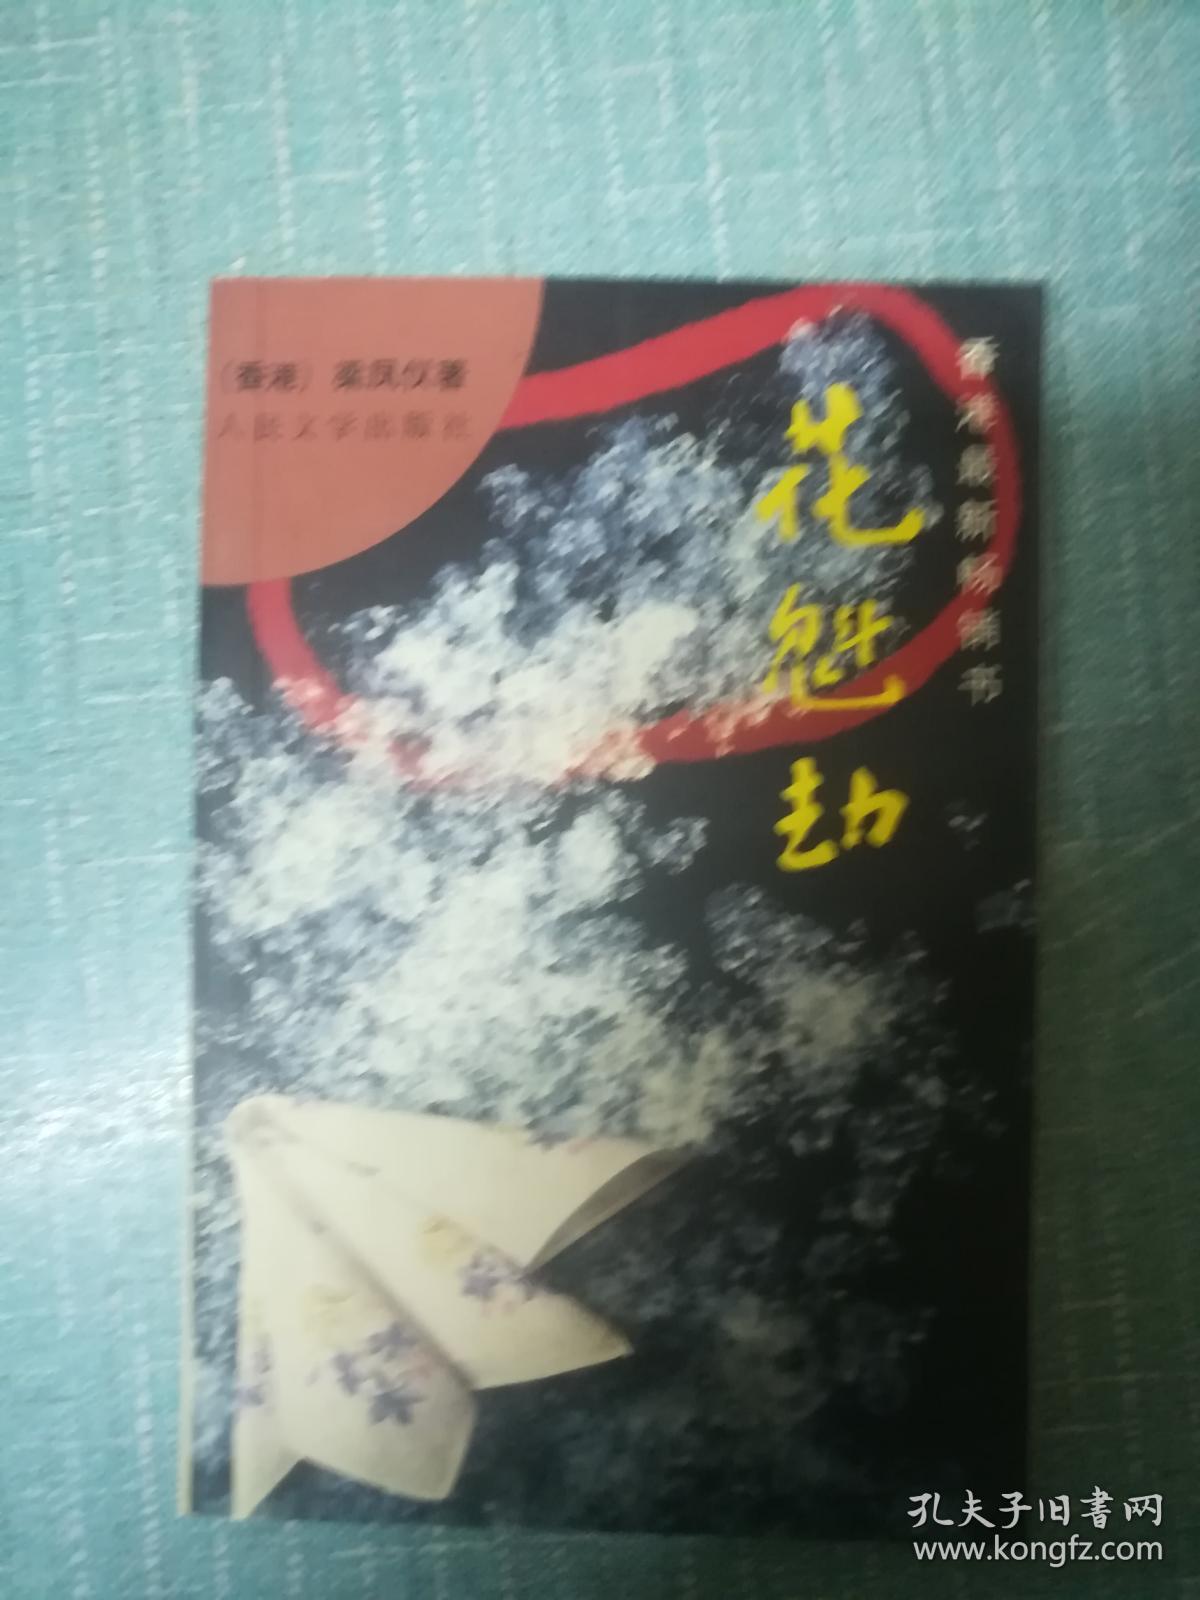 （香港）梁凤仪著
人民文学出版社
香港最新畅销书
花魁劫
孔夫子旧书网
www.kongfz.com